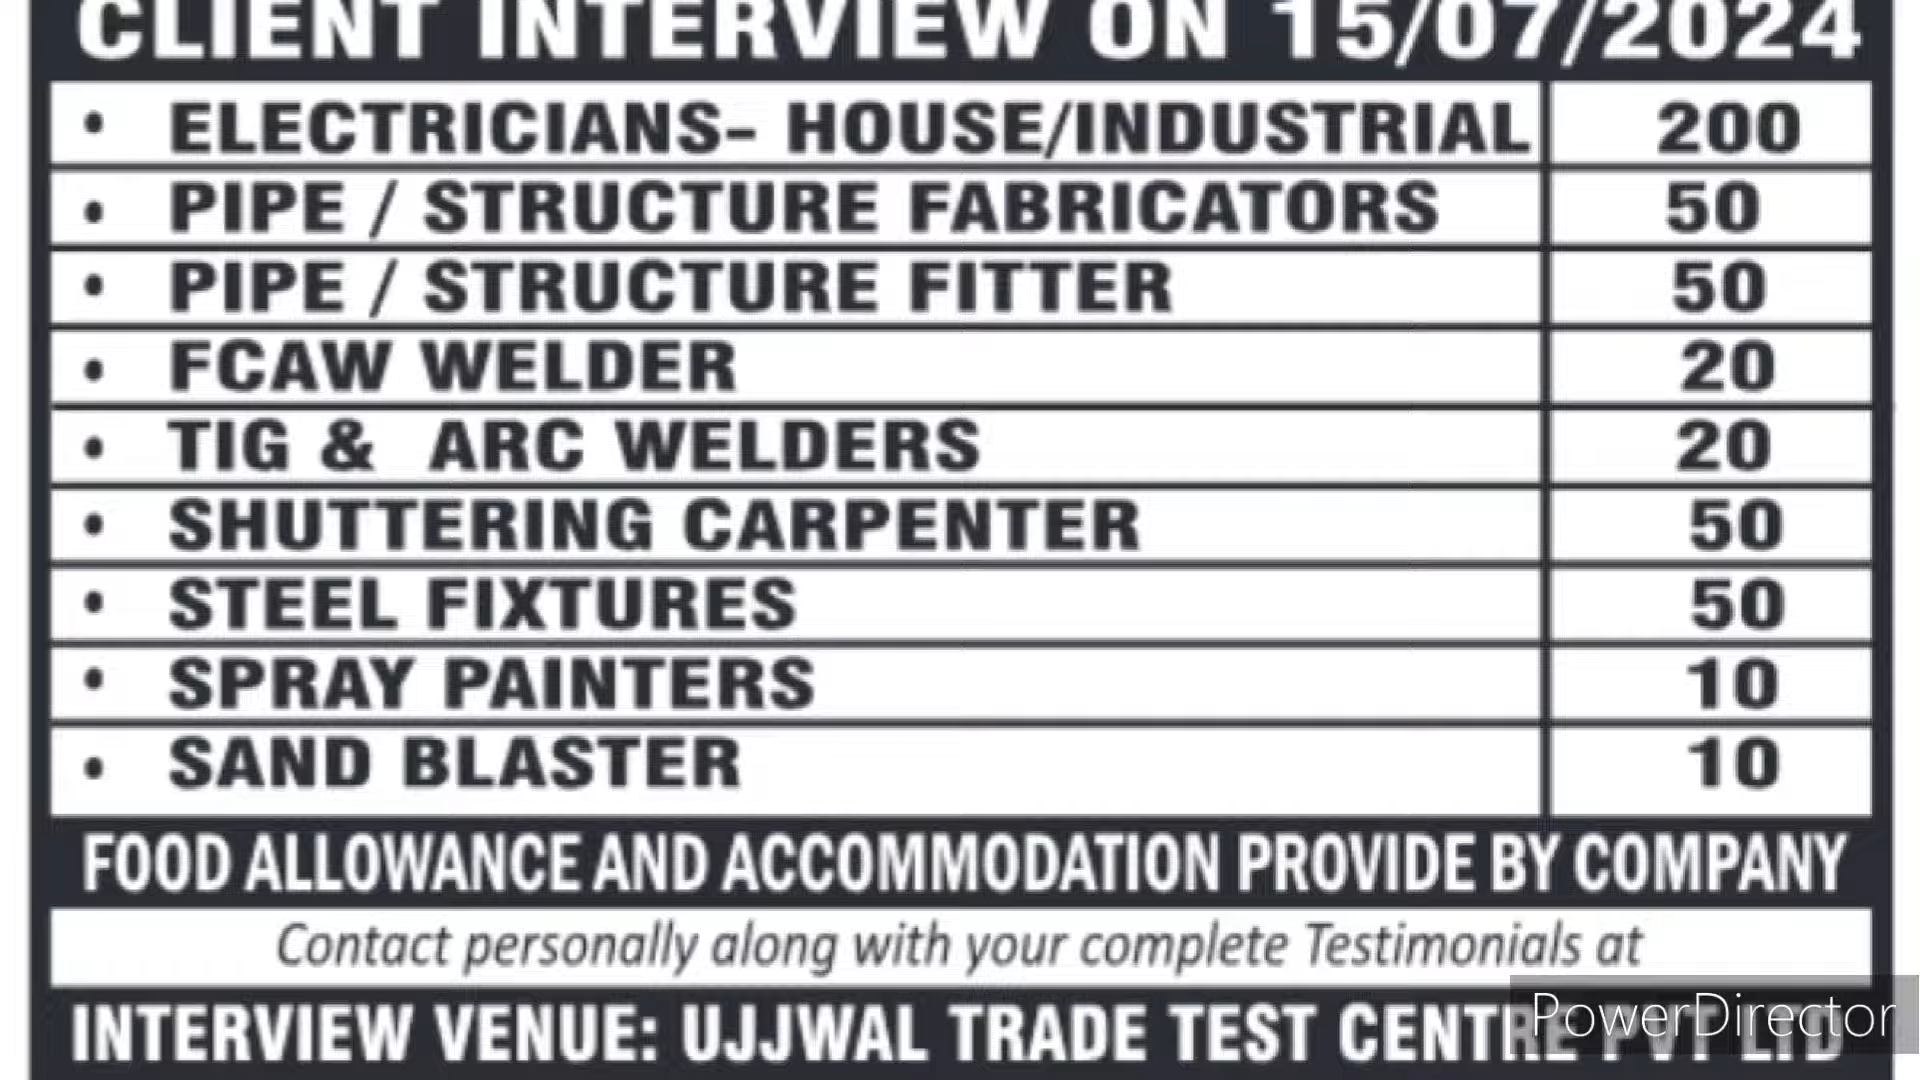 CLIENT INTERVIEW ON 15/07/2024
• ELECTRICIANS- HOUSE/INDUSTRIAL 200
• PIPE / STRUCTURE FABRICATORS 50
• PIPE / STRUCTURE FITTER 50
• FCAW WELDER 20
• TIG & ARC WELDERS 20
• SHUTTERING CARPENTER 50
• STEEL FIXTURES 50
• SPRAY PAINTERS 10
• SAND BLASTER 10
FOOD ALLOWANCE AND ACCOMMODATION PROVIDE BY COMPANY
Contact personally along with your complete Testimonials at
INTERVIEW VENUE: UJJWAL TRADE TEST CENTRE PVT LTD
PowerDirector